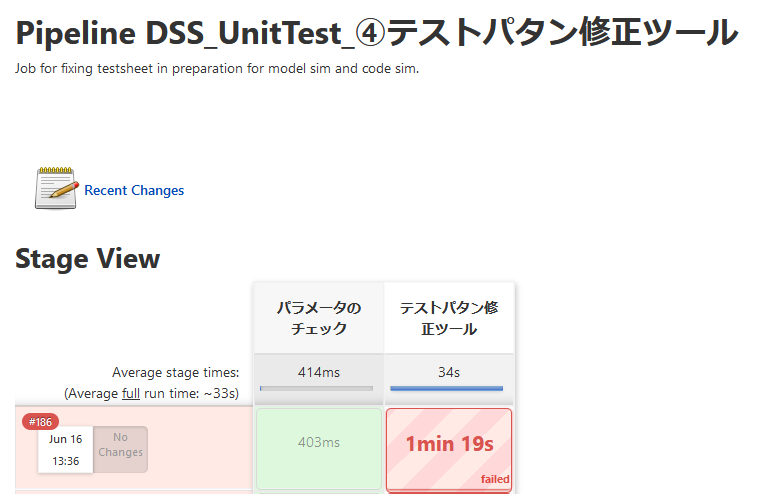 Pipeline DSS_UnitTest_④テストパタン修正ツール
Job for fixing testsheet in preparation for model sim and code sim.
Recent Changes
Stage View
パラメータの
チェック
テストパタン修
正ツール
Average stage times:
414ms
34s
(Average full run time: ~33s)
#186
Jun 16
13:36
No
Changes
403ms
1min 19s
failed